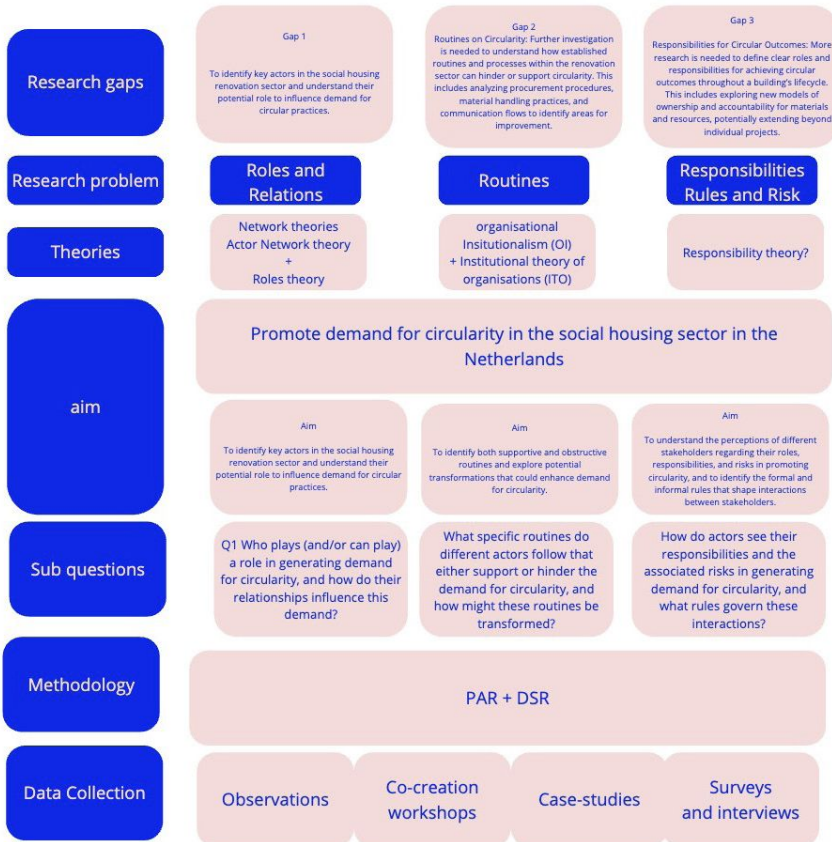 Research gaps
Gap 1
To identify key actors in the social housing
renovation sector and understand their
potential role to influence demand for
circular practices.
Gap 2
Routines on Circularity: Further investigation
is needed to understand how established
routines and processes within the renovation
sector can hinder or support circularity. This
includes analyzing procurement procedures,
material handling practices, and
communication flows to identify areas for
improvement.
Gap 3
Responsibilities for Circular Outcomes: More
research is needed to define clear roles and
responsibilities for achieving circular
outcomes throughout a building's lifecycle.
This includes exploring new models of
ownership and accountability for materials
and resources, potentially extending beyond
individual projects.
Research problem
Roles and
Relations
Routines
Responsibilities
Rules and Risk
Theories
Network theories
Actor Network theory
+
Roles theory
organisational
Insitutionalism (OI)
+ Institutional theory of
organisations (ITO)
Responsibility theory?
aim
Promote demand for circularity in the social housing sector in the
Netherlands
Aim
To identify key actors in the social housing
renovation sector and understand their
potential role to influence demand for circular
practices.
Aim
To identify both supportive and obstructive
routines and explore potential
transformations that could enhance demand
for circularity.
Aim
To understand the perceptions of different
stakeholders regarding their roles,
responsibilities, and risks in promoting
circularity, and to identify the formal and
informal rules that shape interactions
between stakeholders.
Sub questions
Q1 Who plays (and/or can play)
a role in generating demand
for circularity, and how do their
relationships influence this
demand?
What specific routines do
different actors follow that
either support or hinder the
demand for circularity, and
how might these routines be
transformed?
How do actors see their
responsibilities and the
associated risks in generating
demand for circularity, and
what rules govern these
interactions?
Methodology
PAR + DSR
Data Collection
Observations
Co-creation
workshops
Case-studies
Surveys
and interviews